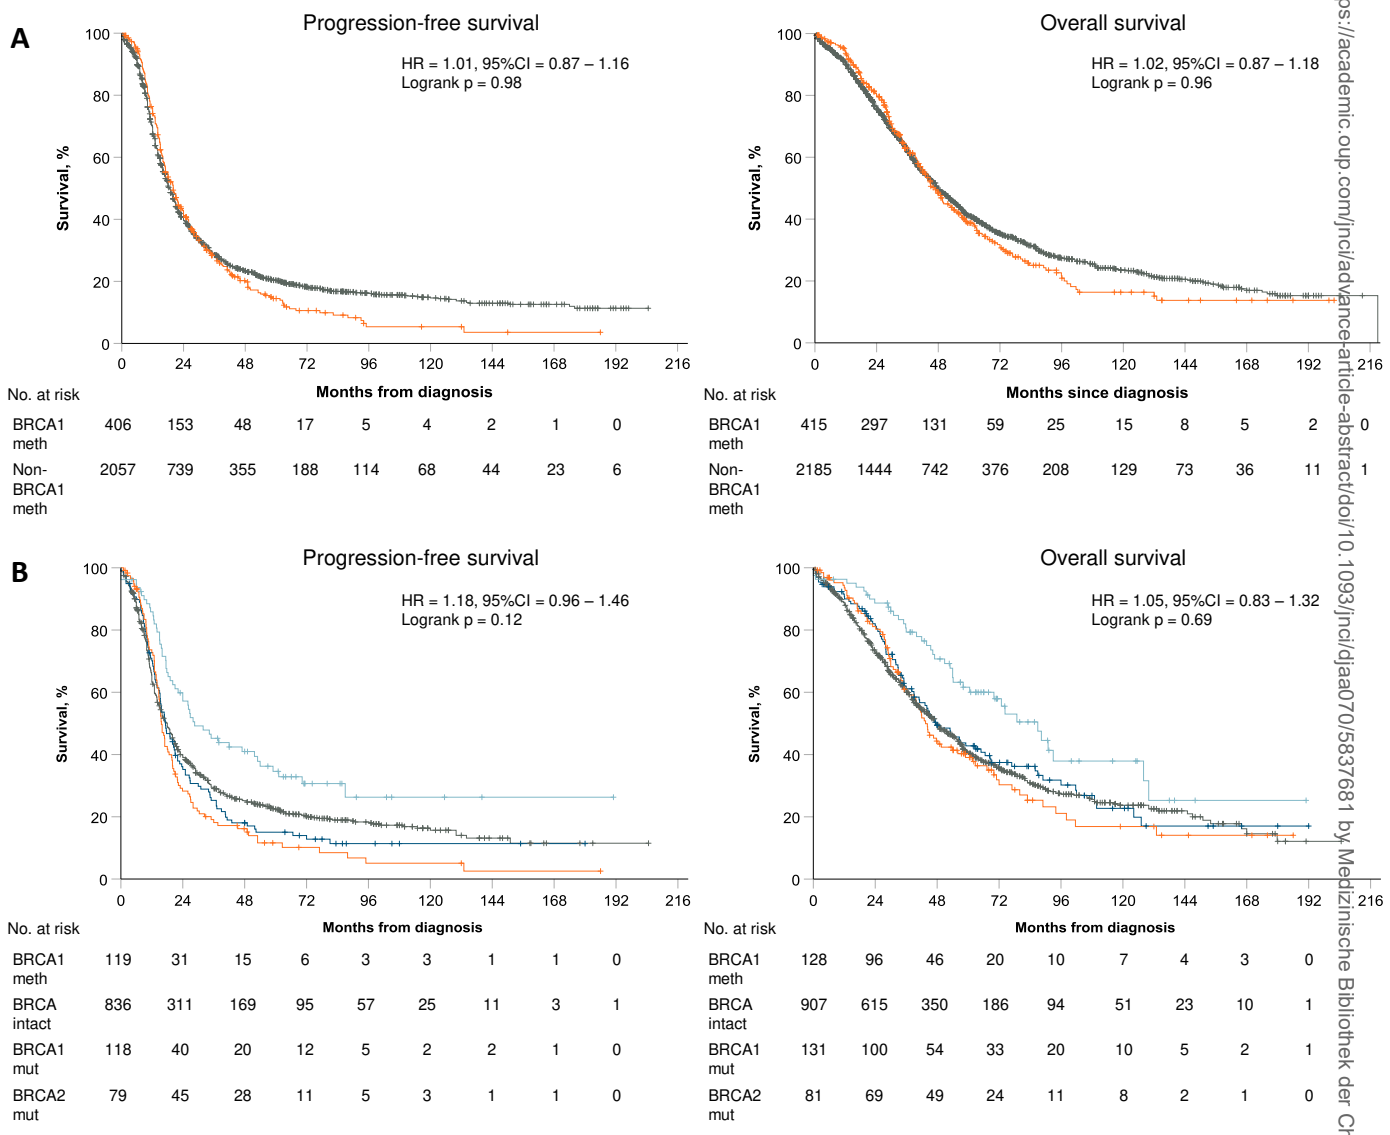 A
Progression-free survival
HR = 1.01, 95%CI = 0.87 – 1.16
Logrank p = 0.98
100
80
60
40
20
0
Survival, %
0 24 48 72 96 120 144 168 192 216
Months from diagnosis
No. at risk
BRCA1 meth 406 153 48 17 5 4 2 1 0
Non-BRCA1 meth 2057 739 355 188 114 68 44 23 6
Overall survival
HR = 1.02, 95%CI = 0.87 – 1.18
Logrank p = 0.96
100
80
60
40
20
0
Survival, %
0 24 48 72 96 120 144 168 192 216
Months since diagnosis
No. at risk
BRCA1 meth 415 297 131 59 25 15 8 5 2 0
Non-BRCA1 meth 2185 1444 742 376 208 129 73 36 11 1
B
Progression-free survival
HR = 1.18, 95%CI = 0.96 – 1.46
Logrank p = 0.12
100
80
60
40
20
0
Survival, %
0 24 48 72 96 120 144 168 192 216
Months from diagnosis
No. at risk
BRCA1 meth 119 31 15 6 3 3 1 1 0
BRCA intact 836 311 169 95 57 25 11 3 1
BRCA1 mut 118 40 20 12 5 2 2 1 0
BRCA2 mut 79 45 28 11 5 3 1 1 0
Overall survival
HR = 1.05, 95%CI = 0.83 – 1.32
Logrank p = 0.69
100
80
60
40
20
0
Survival, %
0 24 48 72 96 120 144 168 192 216
Months from diagnosis
No. at risk
BRCA1 meth 128 96 46 20 10 7 4 3 0
BRCA intact 907 615 350 186 94 51 23 10 1
BRCA1 mut 131 100 54 33 20 10 5 2 1
BRCA2 mut 81 69 49 24 11 8 2 1 0
ps://academic.oup.com/jnci/advance-article-abstract/doi/10.1093/jnci/djaa070/5837681 by Medizinische Bibliothek der Ch